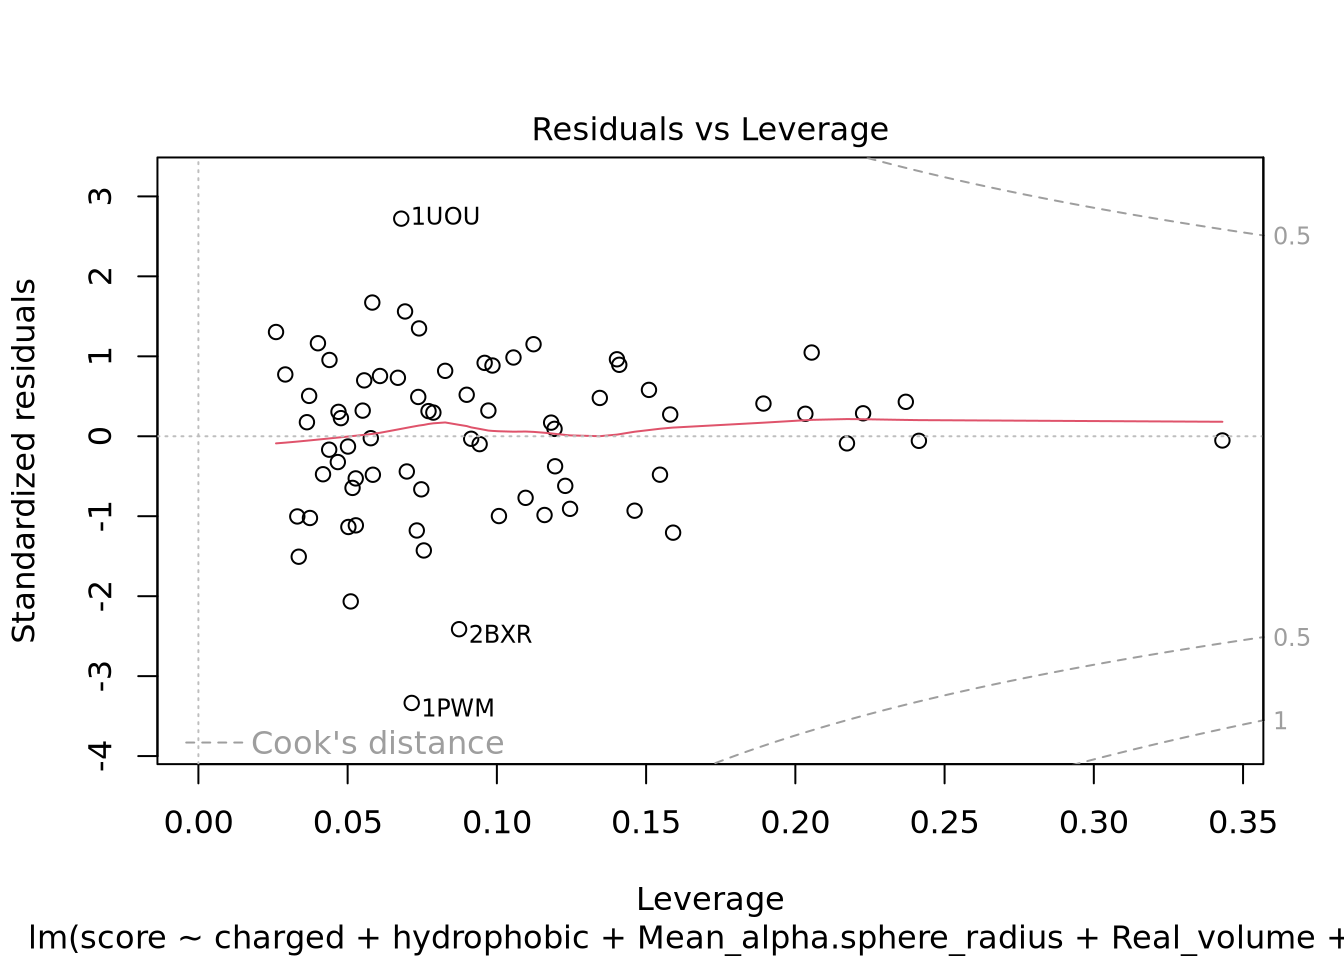 Residuals vs Leverage
Standardized residuals
3
2
1
0
-1
-2
-3
-4
1UOU
2BXR
1PWM
Cook's distance
0.5
0.5
1
0.00 0.05 0.10 0.15 0.20 0.25 0.30 0.35
Leverage
lm(score ~ charged + hydrophobic + Mean_alpha.sphere_radius + Real_volume +